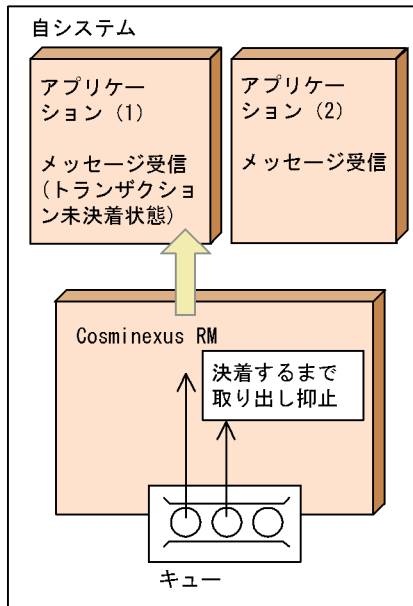 自システム
アプリケー
ション (1)
メッセージ受信
(トランザクショ
ン未決着状態)
アプリケー
ション (2)
メッセージ受信
Cosminexus RM
決着するまで
取り出し抑止
キュー